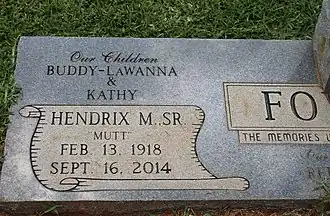 Our Children
BUDDY-LaWANNA
&
KATHY
HENDRIX M., SR.
"MUTT"
FEB. 13, 1918
SEPT. 16, 2014
FO
THE MEMORIES